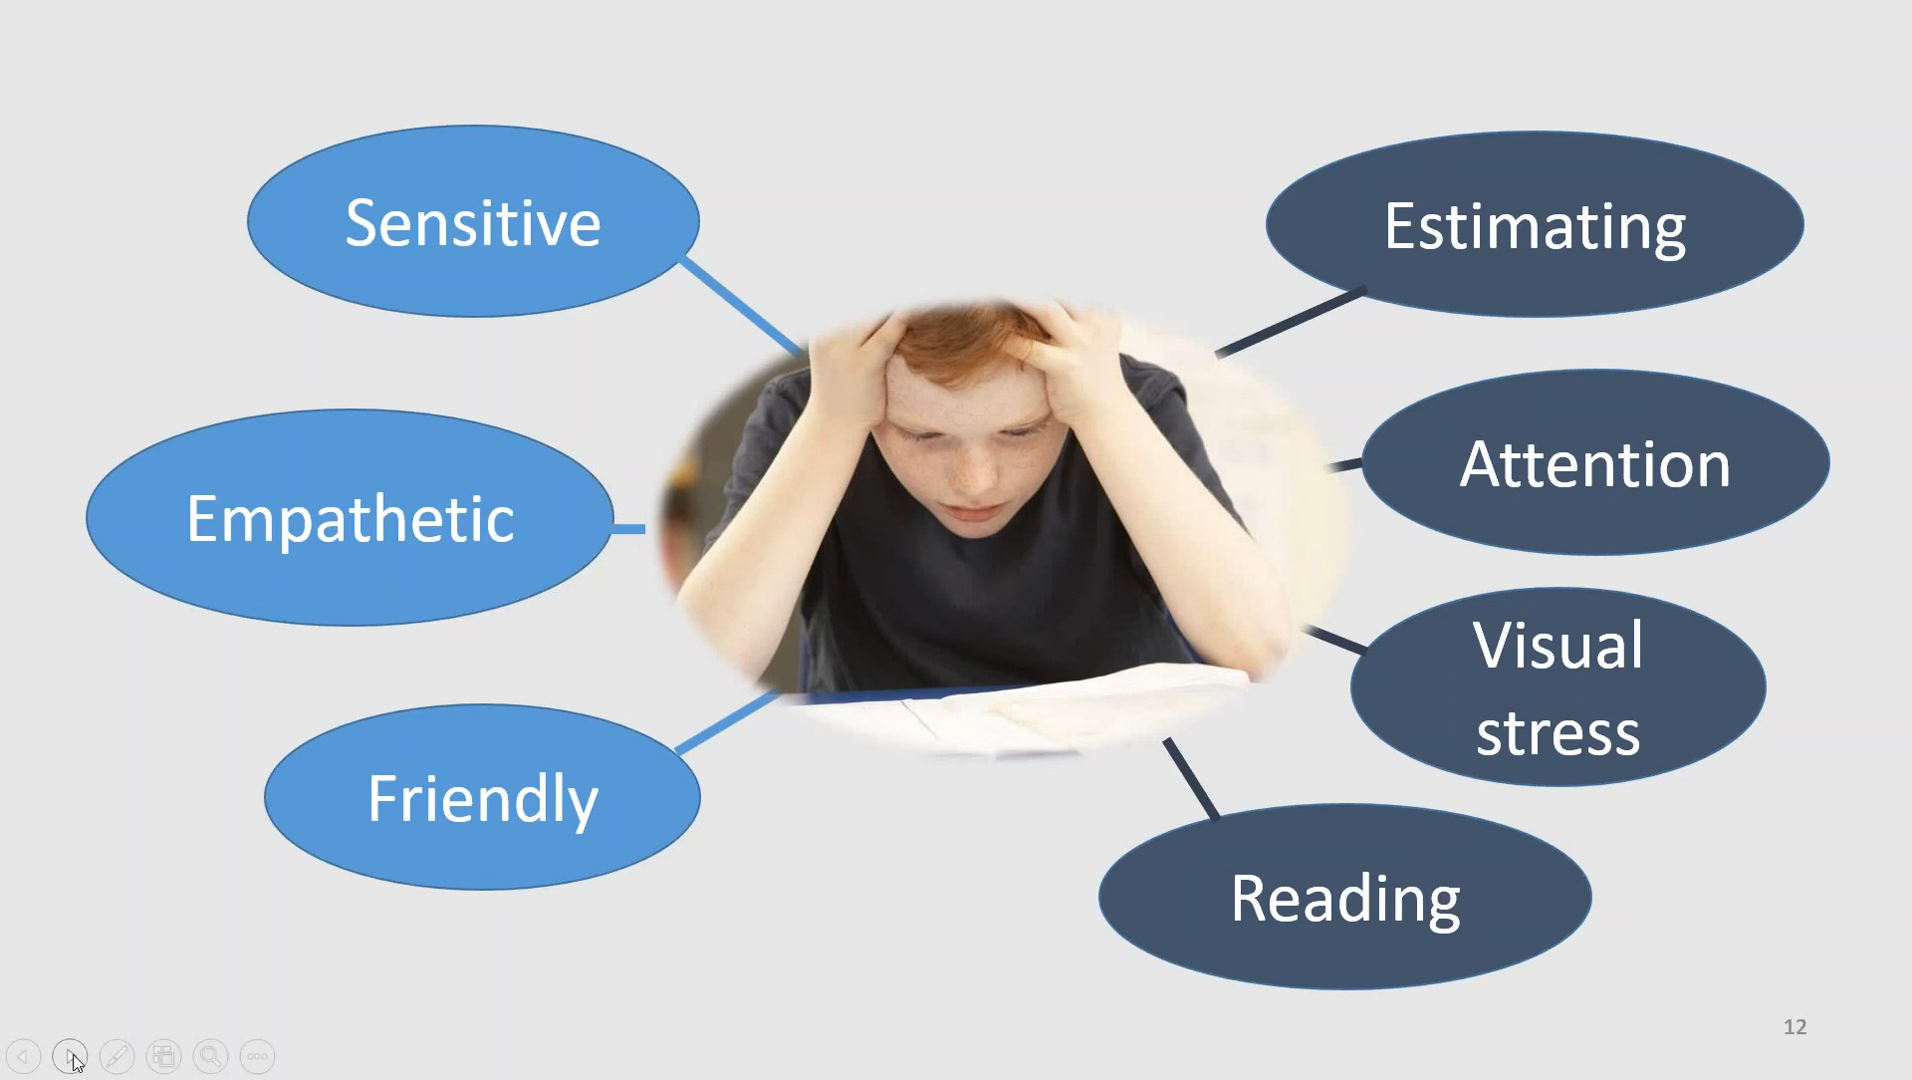 Sensitive
Empathetic
Friendly
Estimating
Attention
Visual
stress
Reading
12